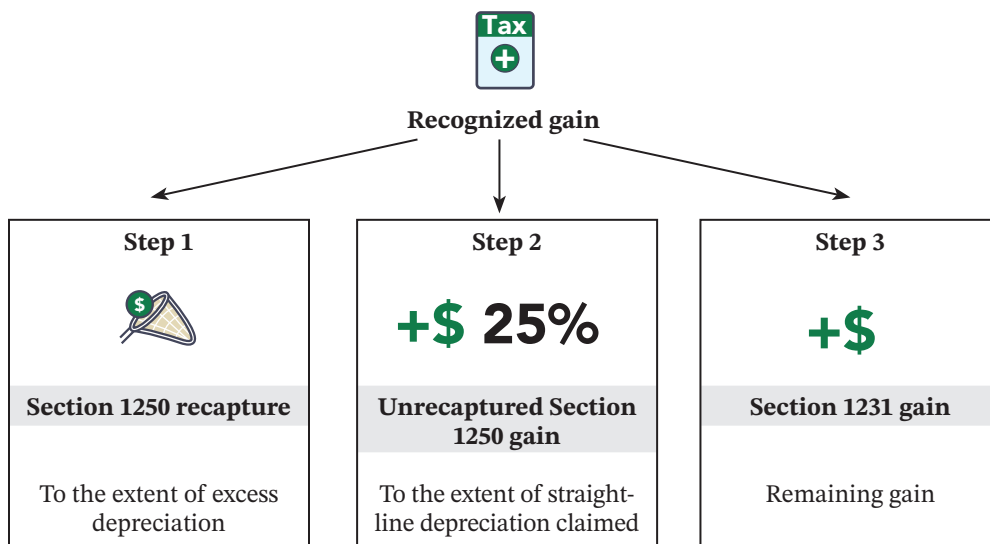 Tax
Recognized gain
Step 1
$
Section 1250 recapture
To the extent of excess
depreciation
Step 2
+$ 25%
Unrecaptured Section
1250 gain
To the extent of straight-
line depreciation claimed
Step 3
+$
Section 1231 gain
Remaining gain